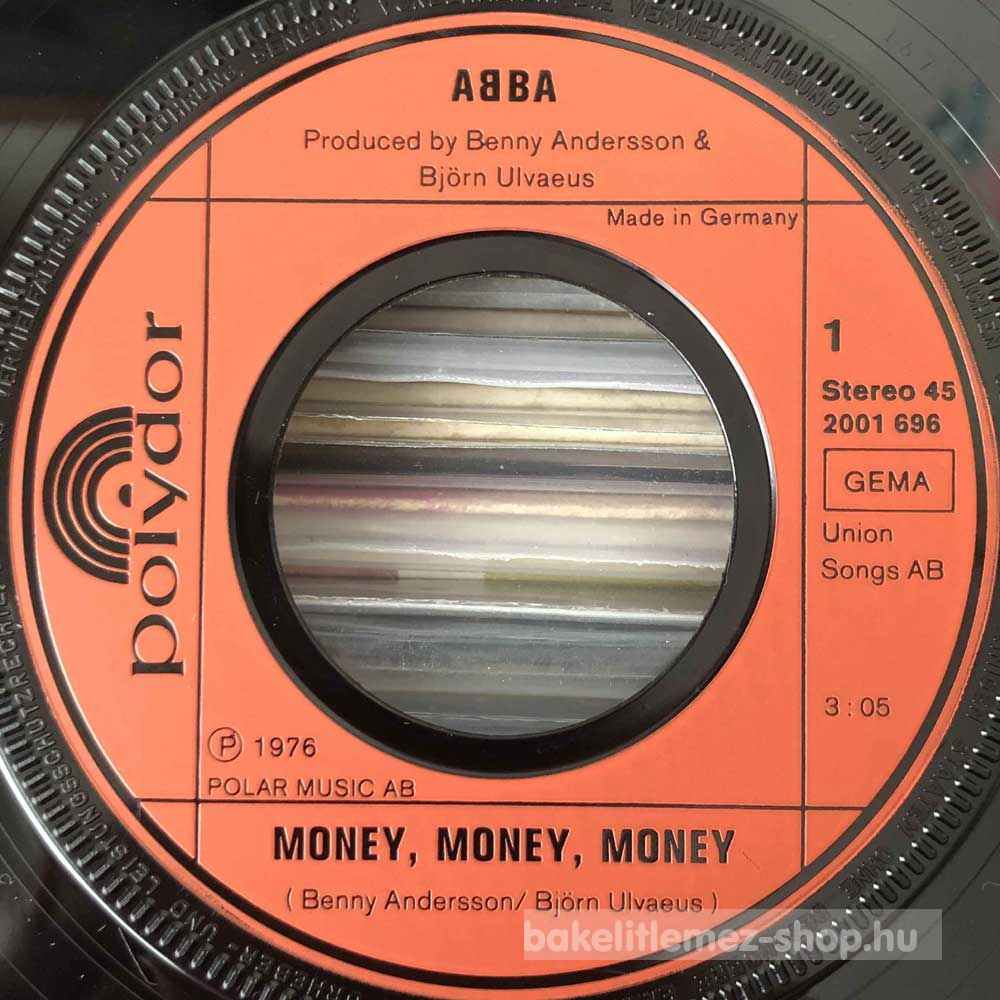 AᗺBA
Produced by Benny Andersson &
Björn Ulvaeus
Made in Germany
polydor
1
Stereo 45
2001 696
GEMA
Union
Songs AB
3 : 05
Ⓟ 1976
POLAR MUSIC AB
MONEY, MONEY, MONEY
( Benny Andersson/ Björn Ulvaeus )
bakelitlemez-shop.hu